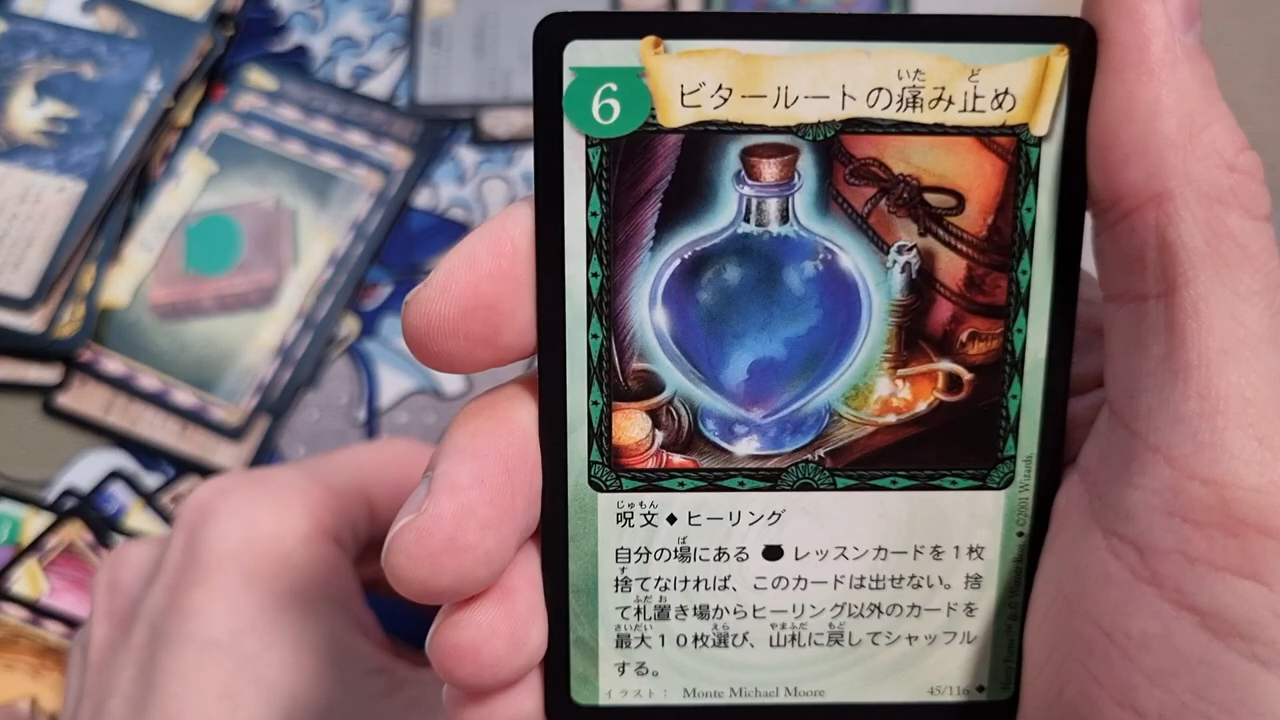 6
ビタールートの痛み止め
呪文 ◆ ヒーリング
自分の場にある レッスンカードを1枚
捨てなければ、このカードは出せない。捨
て札置き場からヒーリング以外のカードを
最大10枚選び、山札に戻してシャッフル
する。
イラスト: Monte Michael Moore
45/116 ◆
©2001 Wizards.